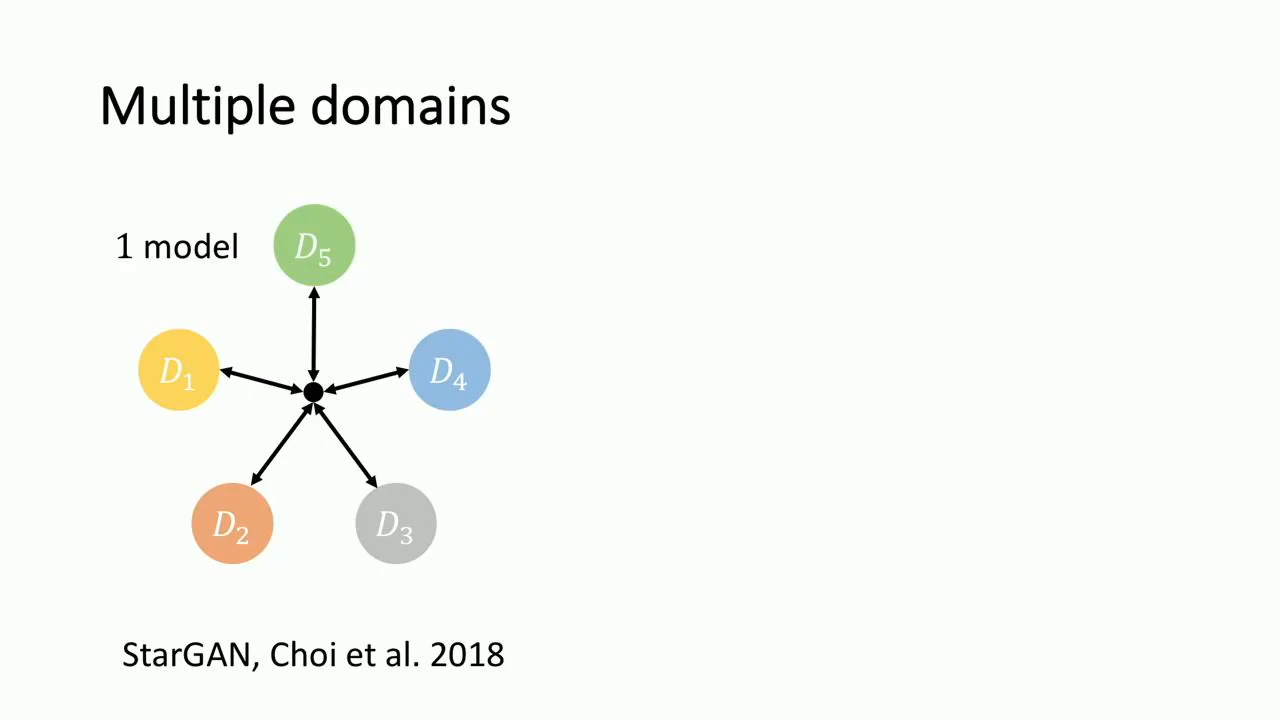 Multiple domains
1 model
D₅
D₁
D₄
D₂
D₃
StarGAN, Choi et al. 2018